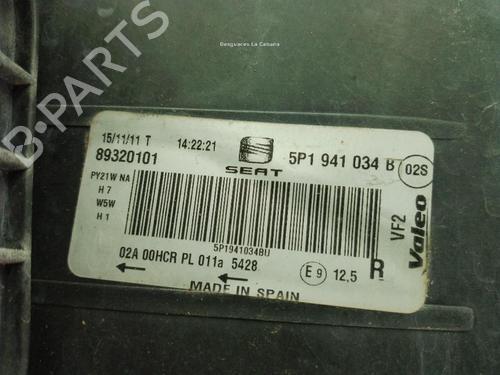 Desguaces La Cabaña
B-PARTS
15/11/11 T 14:22:21
89320101
SEAT
5P1 941 034 B
02S
PY21W NA
H 7
W5W
H 1
5P1941034BU
VF2
Valeo
02A 00HCR PL 011a 5428
E 9 12,5 R
MADE IN SPAIN